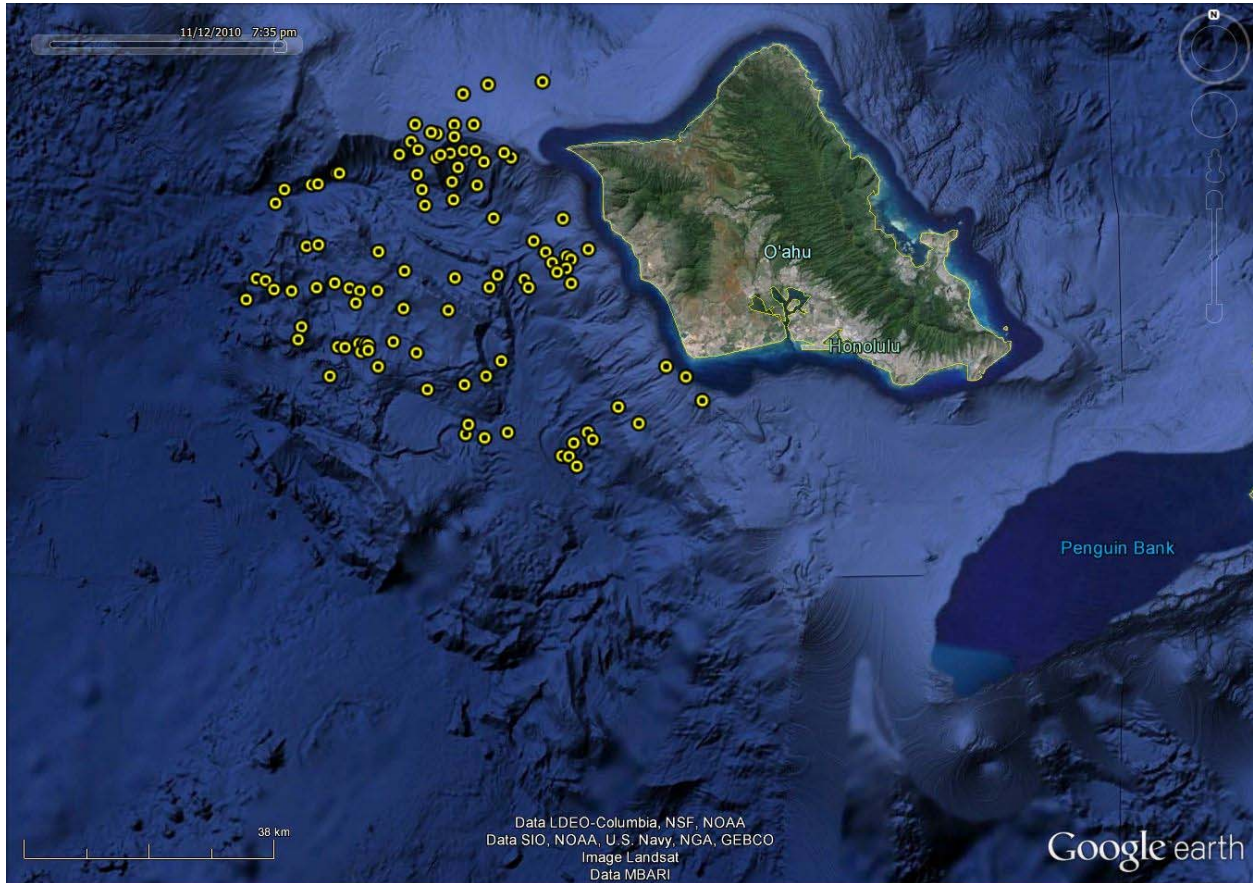 11/12/2010 7:35 pm
N
O'ahu
Honolulu
Penguin Bank
38 km
Data LDEO-Columbia, NSF, NOAA
Data SIO, NOAA, U.S. Navy, NGA, GEBCO
Image Landsat
Data MBARI
Google earth